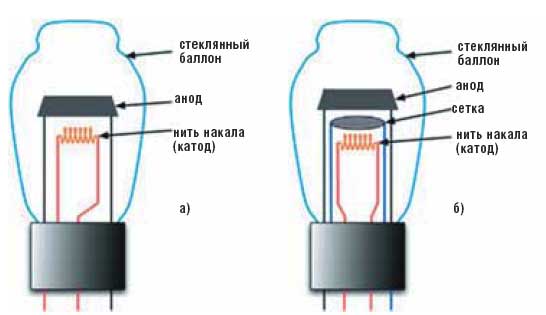 стеклянный
баллон
анод
нить накала
(катод)
а)
стеклянный
баллон
анод
сетка
нить накала
(катод)
б)